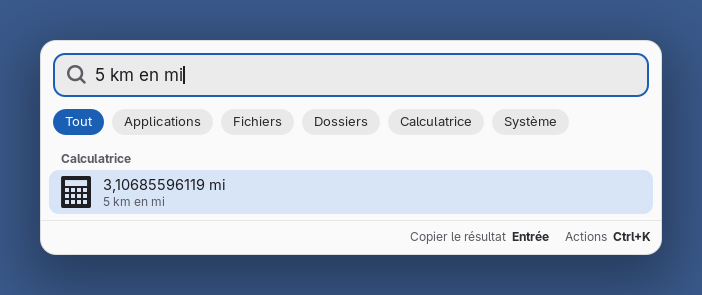 5 km en mi
Tout Applications Fichiers Dossiers Calculatrice Système
Calculatrice
3,10685596119 mi
5 km en mi
Copier le résultat Entrée Actions Ctrl+K